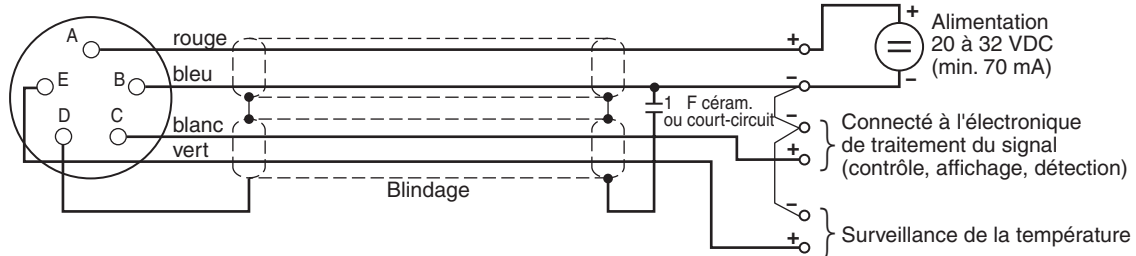 A
rouge
+
+
Alimentation
20 à 32 VDC
(min. 70 mA)
E
B
bleu
–
–
D
C
blanc
1 F céram.
ou court-circuit
–
Connecté à l'électronique
de traitement du signal
(contrôle, affichage, détection)
vert
+
Blindage
–
Surveillance de la température
+